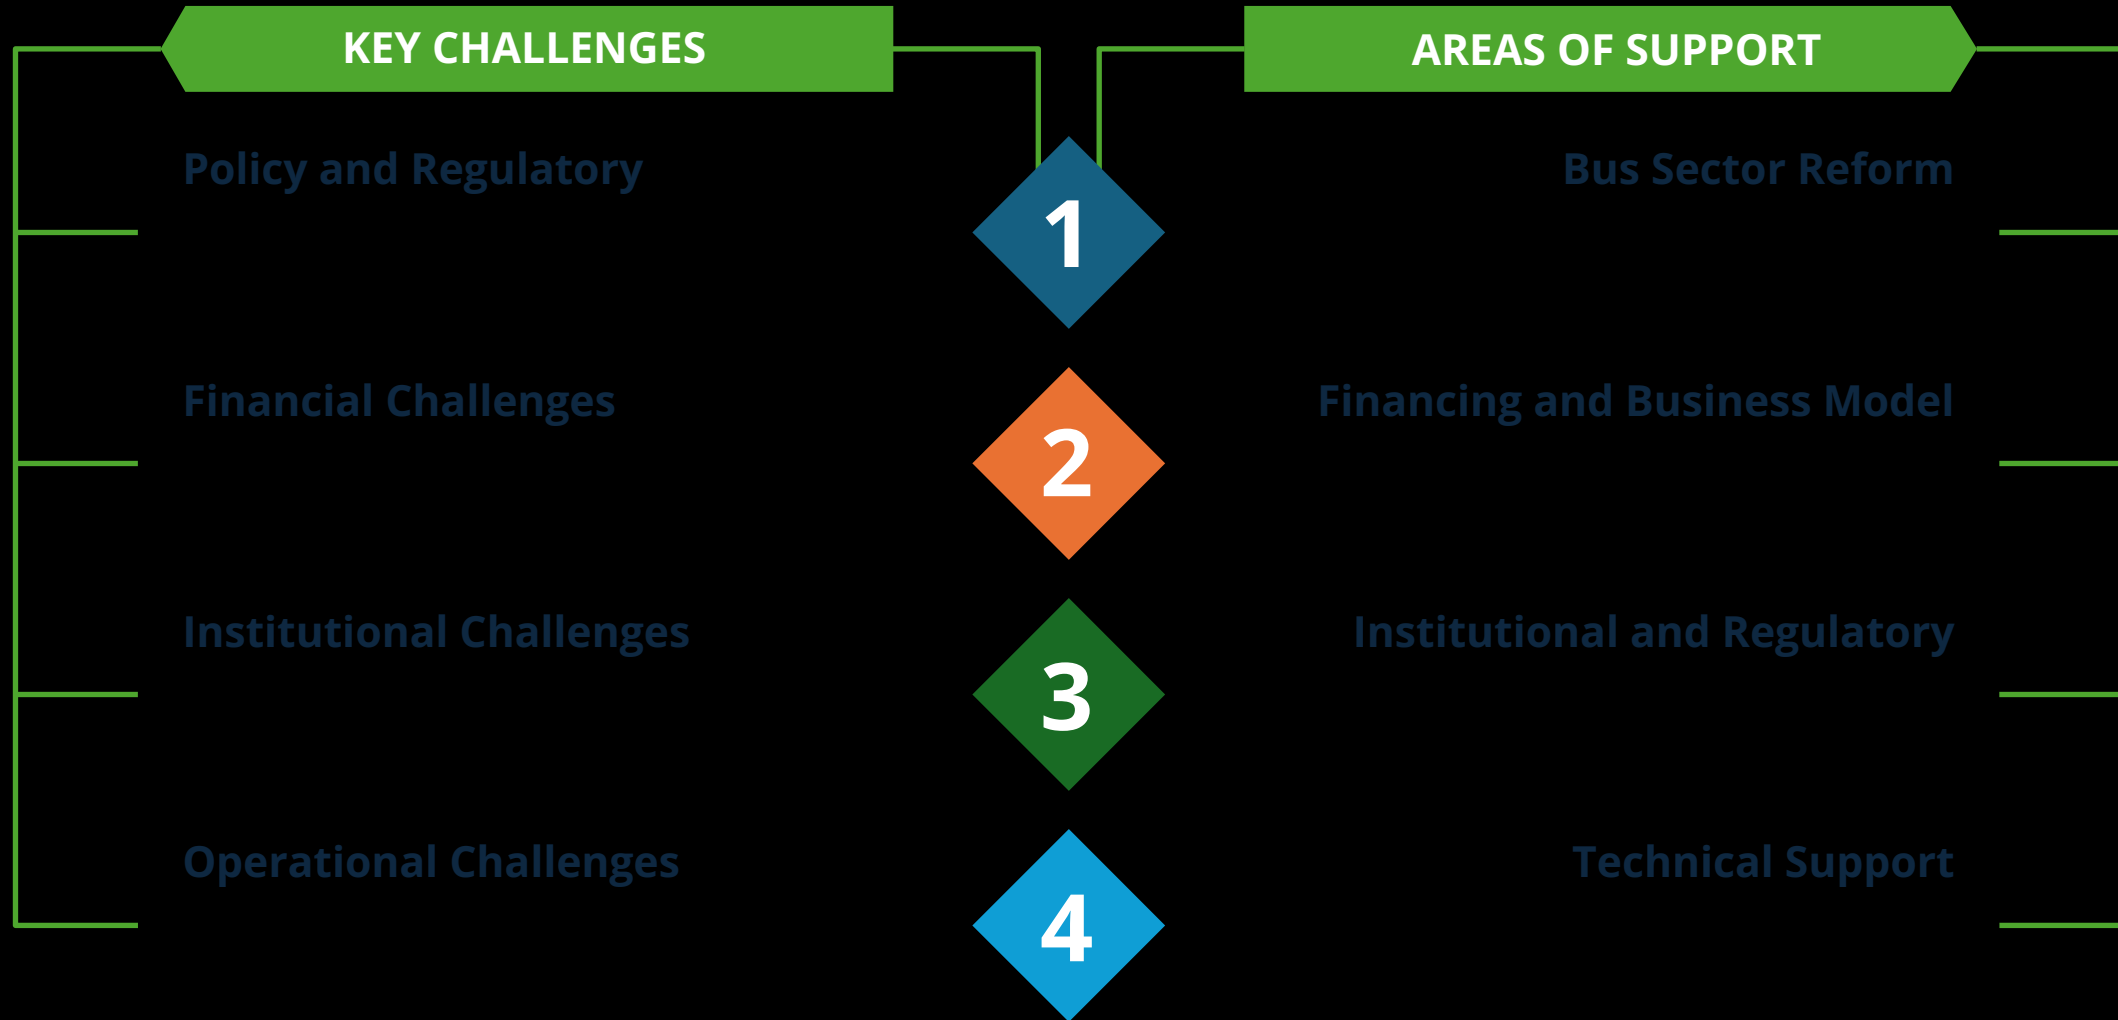 KEY CHALLENGES
AREAS OF SUPPORT
Policy and Regulatory
1
Bus Sector Reform
Financial Challenges
2
Financing and Business Model
Institutional Challenges
3
Institutional and Regulatory
Operational Challenges
4
Technical Support